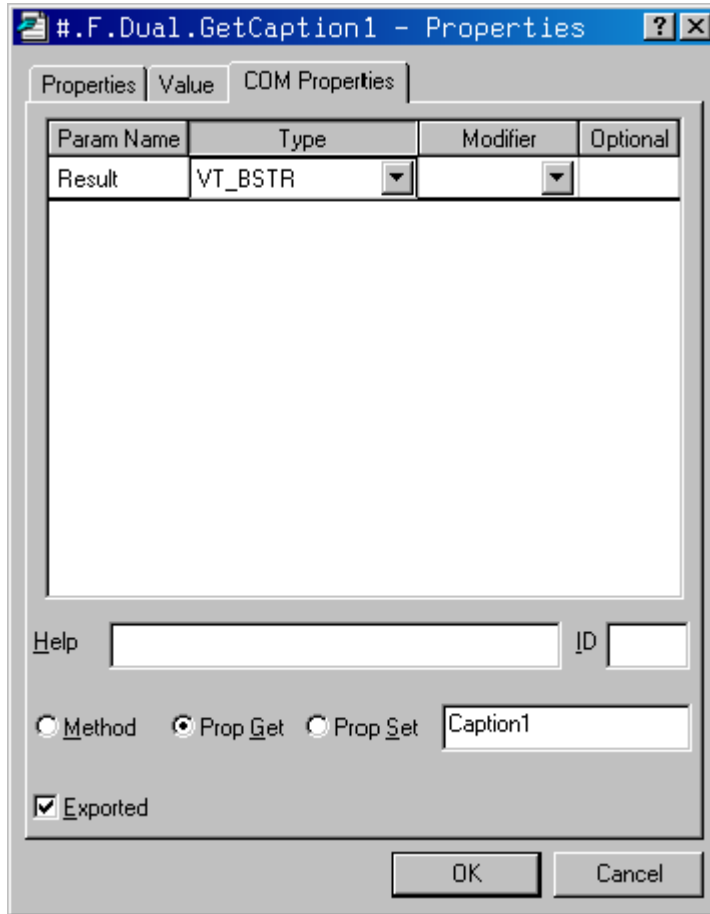 #.F.Dual.GetCaption1 - Properties
Properties Value COM Properties
Param Name Type Modifier Optional
Result VT_BSTR
Help ID
Method Prop Get Prop Set Caption1
Exported
OK Cancel